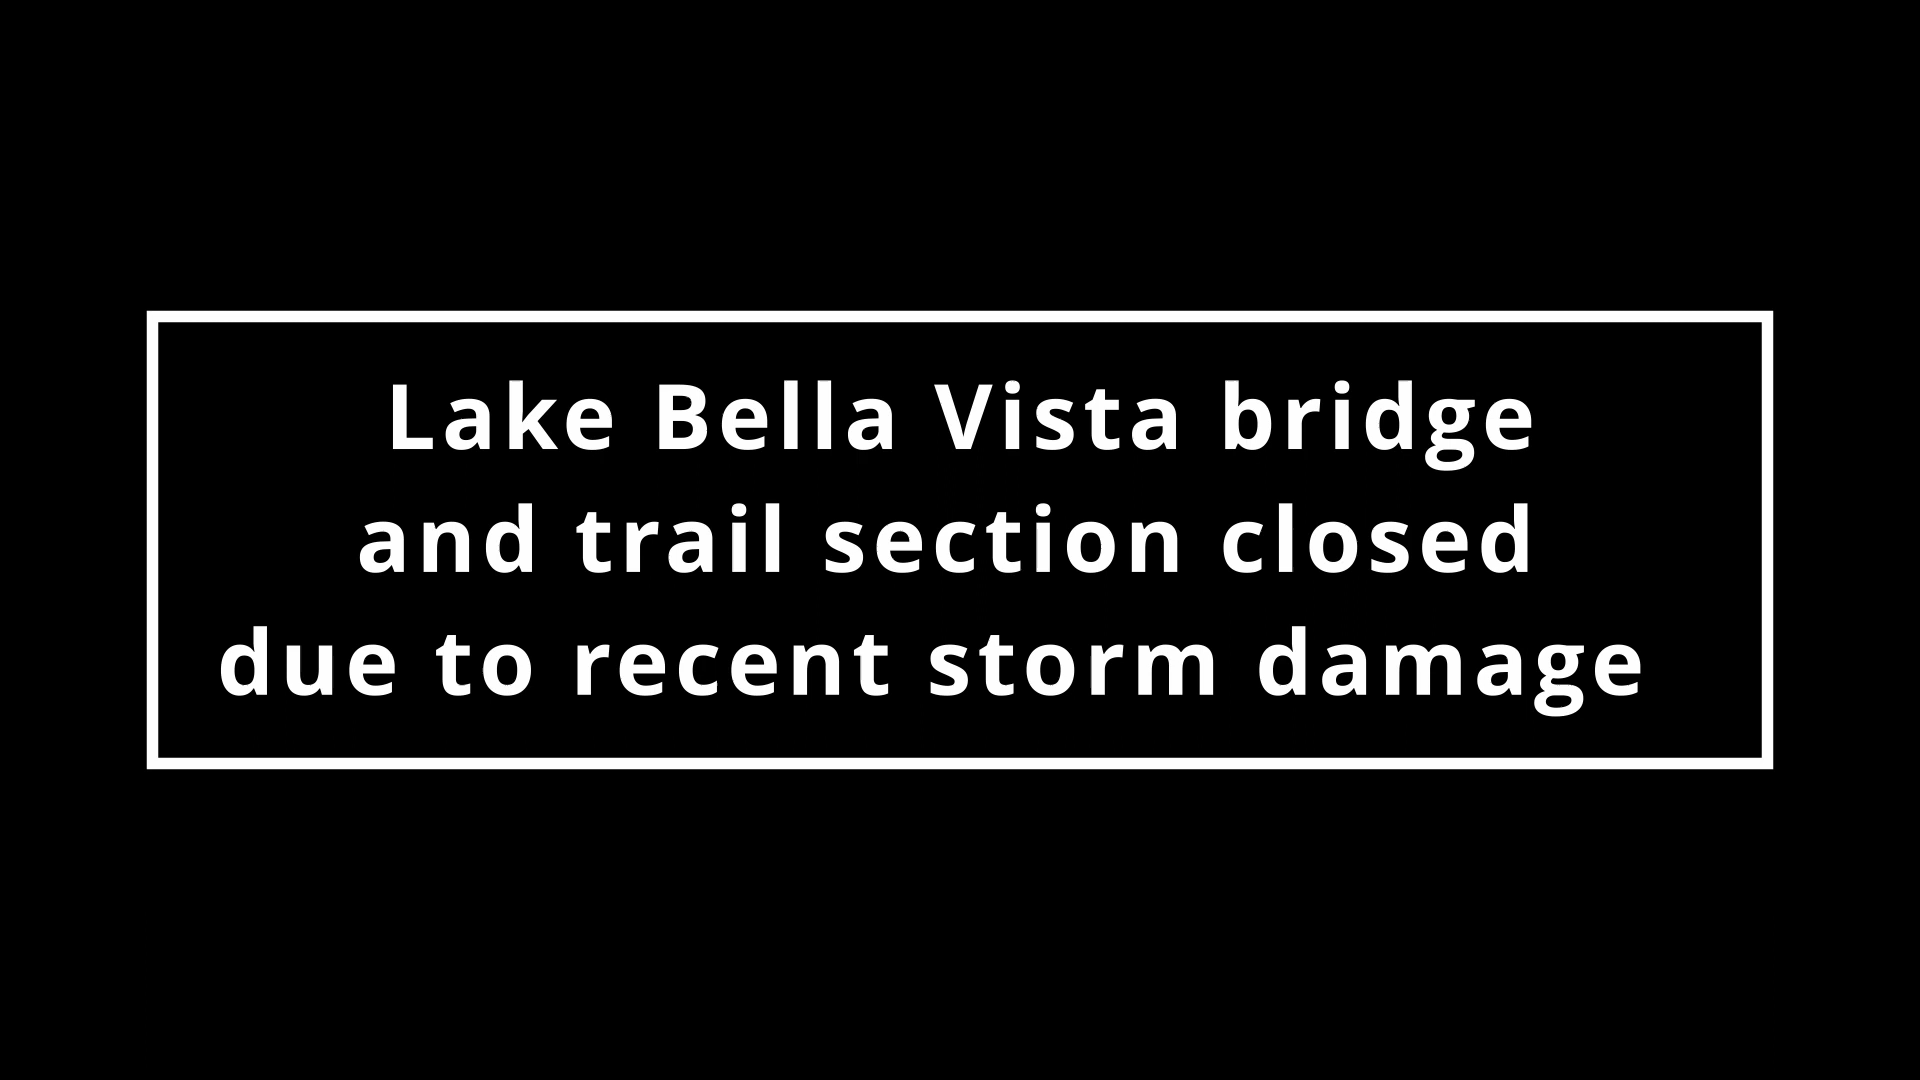 Lake Bella Vista bridge
and trail section closed
due to recent storm damage